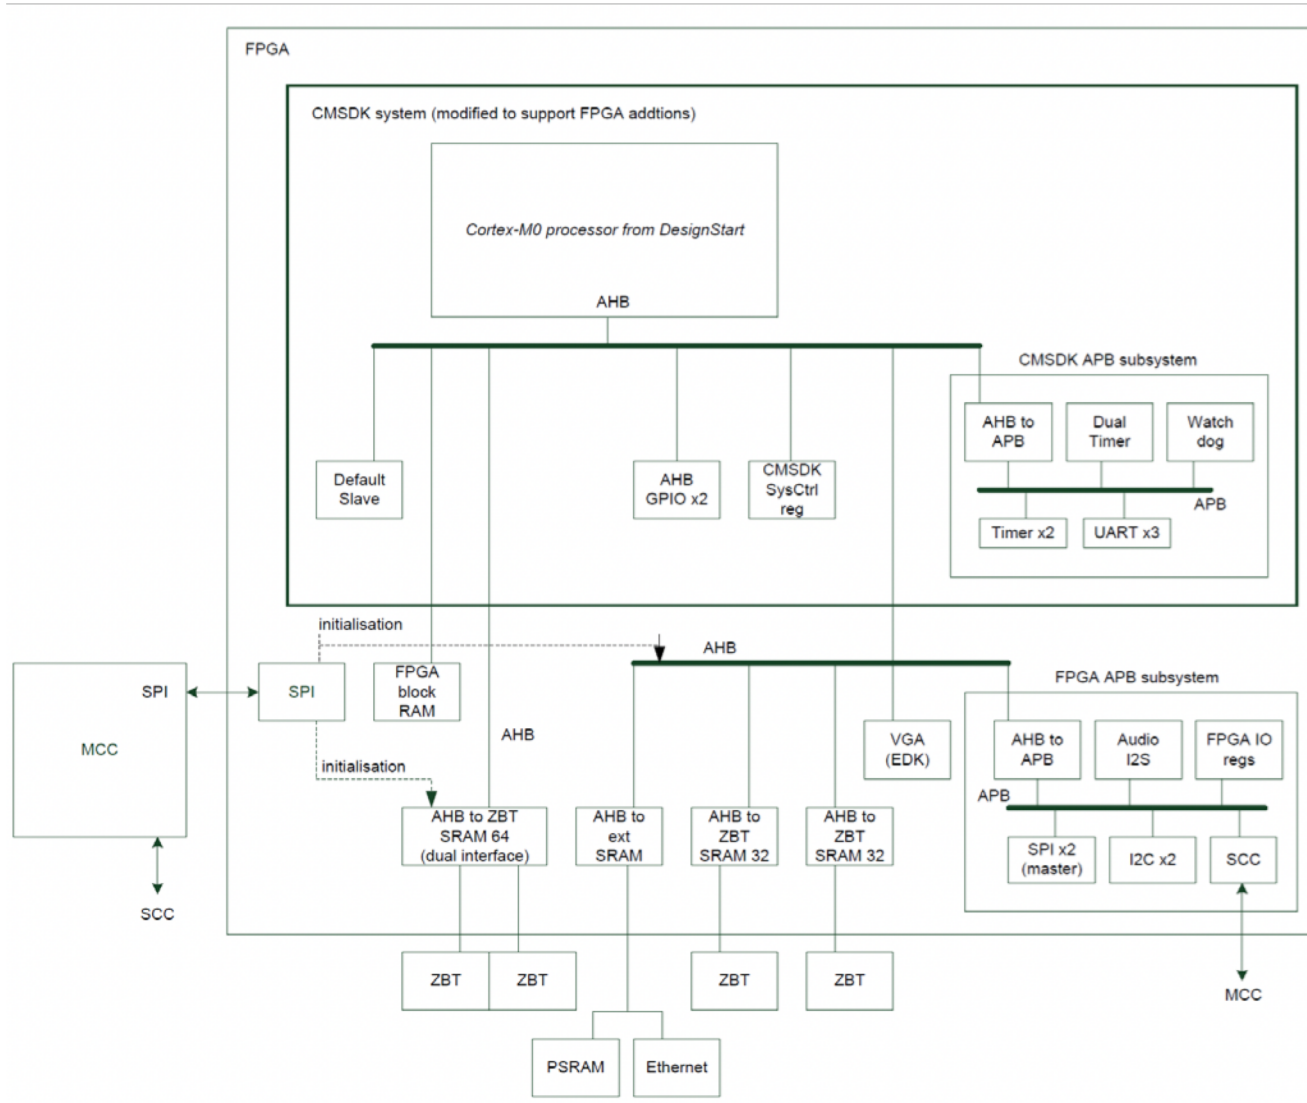 FPGA
CMSDK system (modified to support FPGA addtions)
Cortex-M0 processor from DesignStart
AHB
CMSDK APB subsystem
AHB to
APB
Dual
Timer
Watch
dog
APB
Timer x2
UART x3
Default
Slave
AHB
GPIO x2
CMSDK
SysCtrl
reg
initialisation
AHB
SPI
MCC
SCC
SPI
FPGA
block
RAM
AHB
initialisation
VGA
(EDK)
FPGA APB subsystem
AHB to
APB
Audio
I2S
FPGA IO
regs
APB
SPI x2
(master)
I2C x2
SCC
AHB to ZBT
SRAM 64
(dual interface)
AHB to
ext
SRAM
AHB to
ZBT
SRAM 32
AHB to
ZBT
SRAM 32
ZBT
ZBT
ZBT
ZBT
MCC
PSRAM
Ethernet